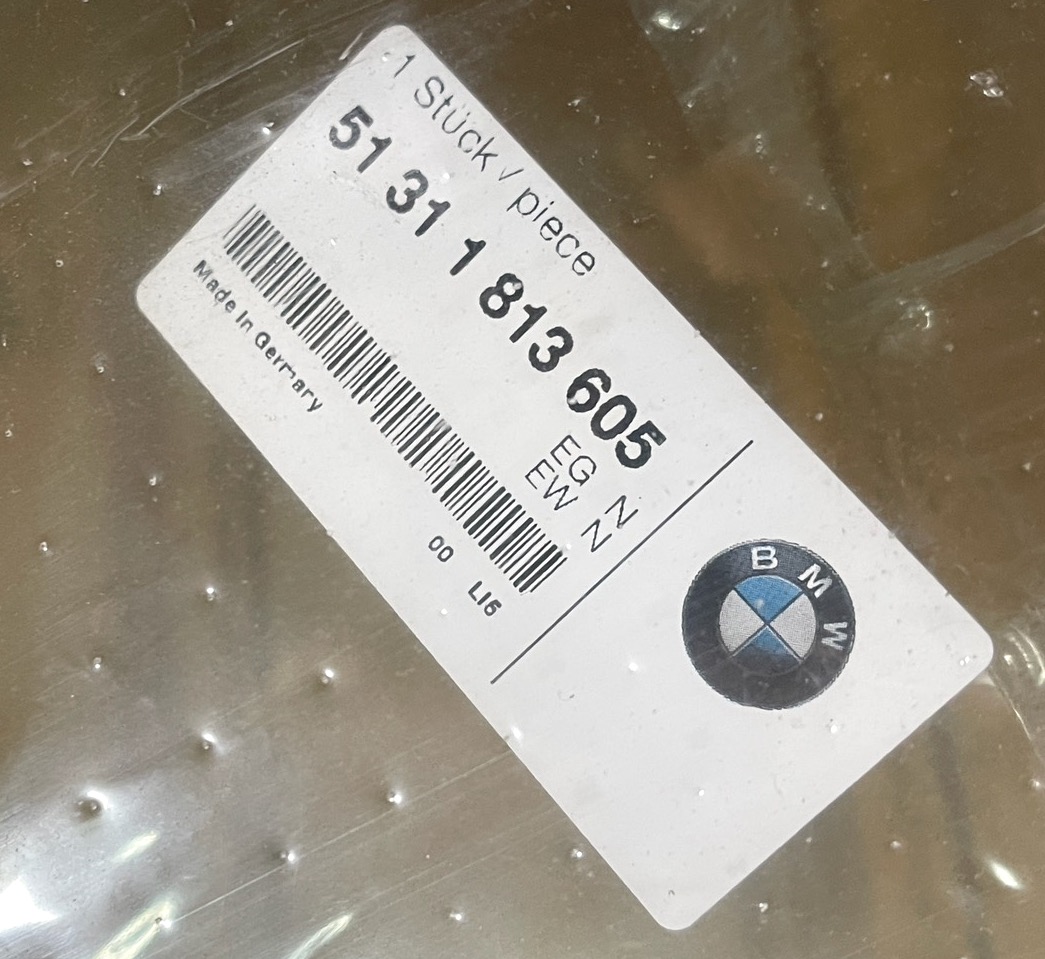 1 Stück / piece
51 31 1 813 605
EG N
EW N
Made In Germany
00 LI6
BMW